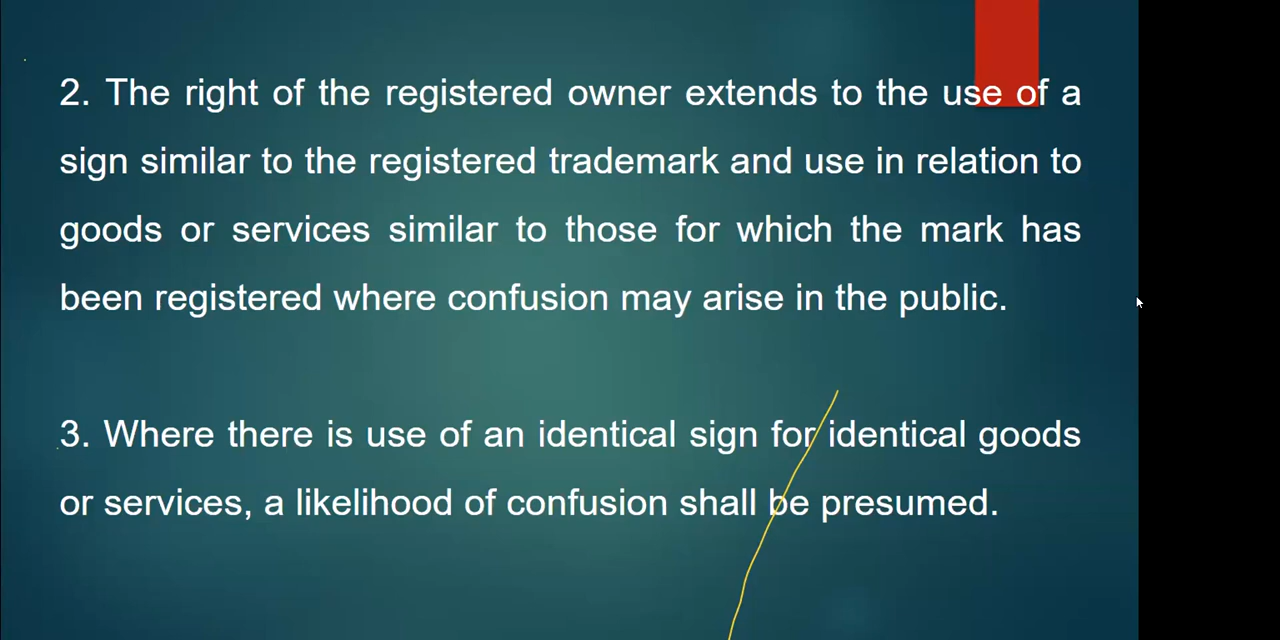 2. The right of the registered owner extends to the use of a
sign similar to the registered trademark and use in relation to
goods or services similar to those for which the mark has
been registered where confusion may arise in the public.
3. Where there is use of an identical sign for identical goods
or services, a likelihood of confusion shall be presumed.